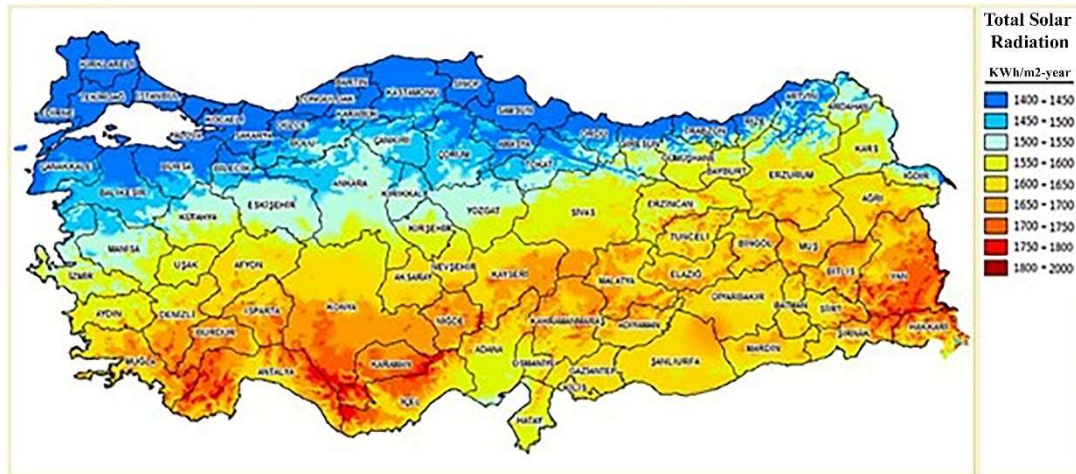 Total Solar
Radiation
KWh/m2-year
1400 - 1450
1450 - 1500
1500 - 1550
1550 - 1600
1600 - 1650
1650 - 1700
1700 - 1750
1750 - 1800
1800 - 2000
KIRKLARELİ
TEKİRDAĞ
İSTANBUL
KOCAELİ
SAKARYA
BARTIN
ZONGULDAK
KARABÜK
KASTAMONU
SİNOP
SAMSUN
ORDU
GİRESUN
TRABZON
RİZE
ARTVİN
ARDAHAN
ÇANAKKALE
BALIKESİR
BURSA
BİLECİK
BOLU
ÇANKIRI
ÇORUM
AMASYA
TOKAT
GÜMÜŞHANE
BAYBURT
ERZURUM
KARS
IĞDIR
AĞRI
KÜTAHYA
ESKİŞEHİR
ANKARA
KIRIKKALE
YOZGAT
SİVAS
ERZİNCAN
MANİSA
UŞAK
AFYON
KIRŞEHİR
NEVŞEHİR
AKSARAY
KAYSERİ
MALATYA
TUNCELİ
ELAZIĞ
BİNGÖL
MUŞ
BİTLİS
VAN
İZMİR
AYDIN
DENİZLİ
ISPARTA
BURDUR
KONYA
NİĞDE
KAHRAMANMARAŞ
ADIYAMAN
DİYARBAKIR
BATMAN
SİİRT
ŞIRNAK
HAKKARİ
MUĞLA
ANTALYA
KARAMAN
İÇEL
ADANA
OSMANİYE
GAZİANTEP
KİLİS
ŞANLIURFA
MARDİN
HATAY